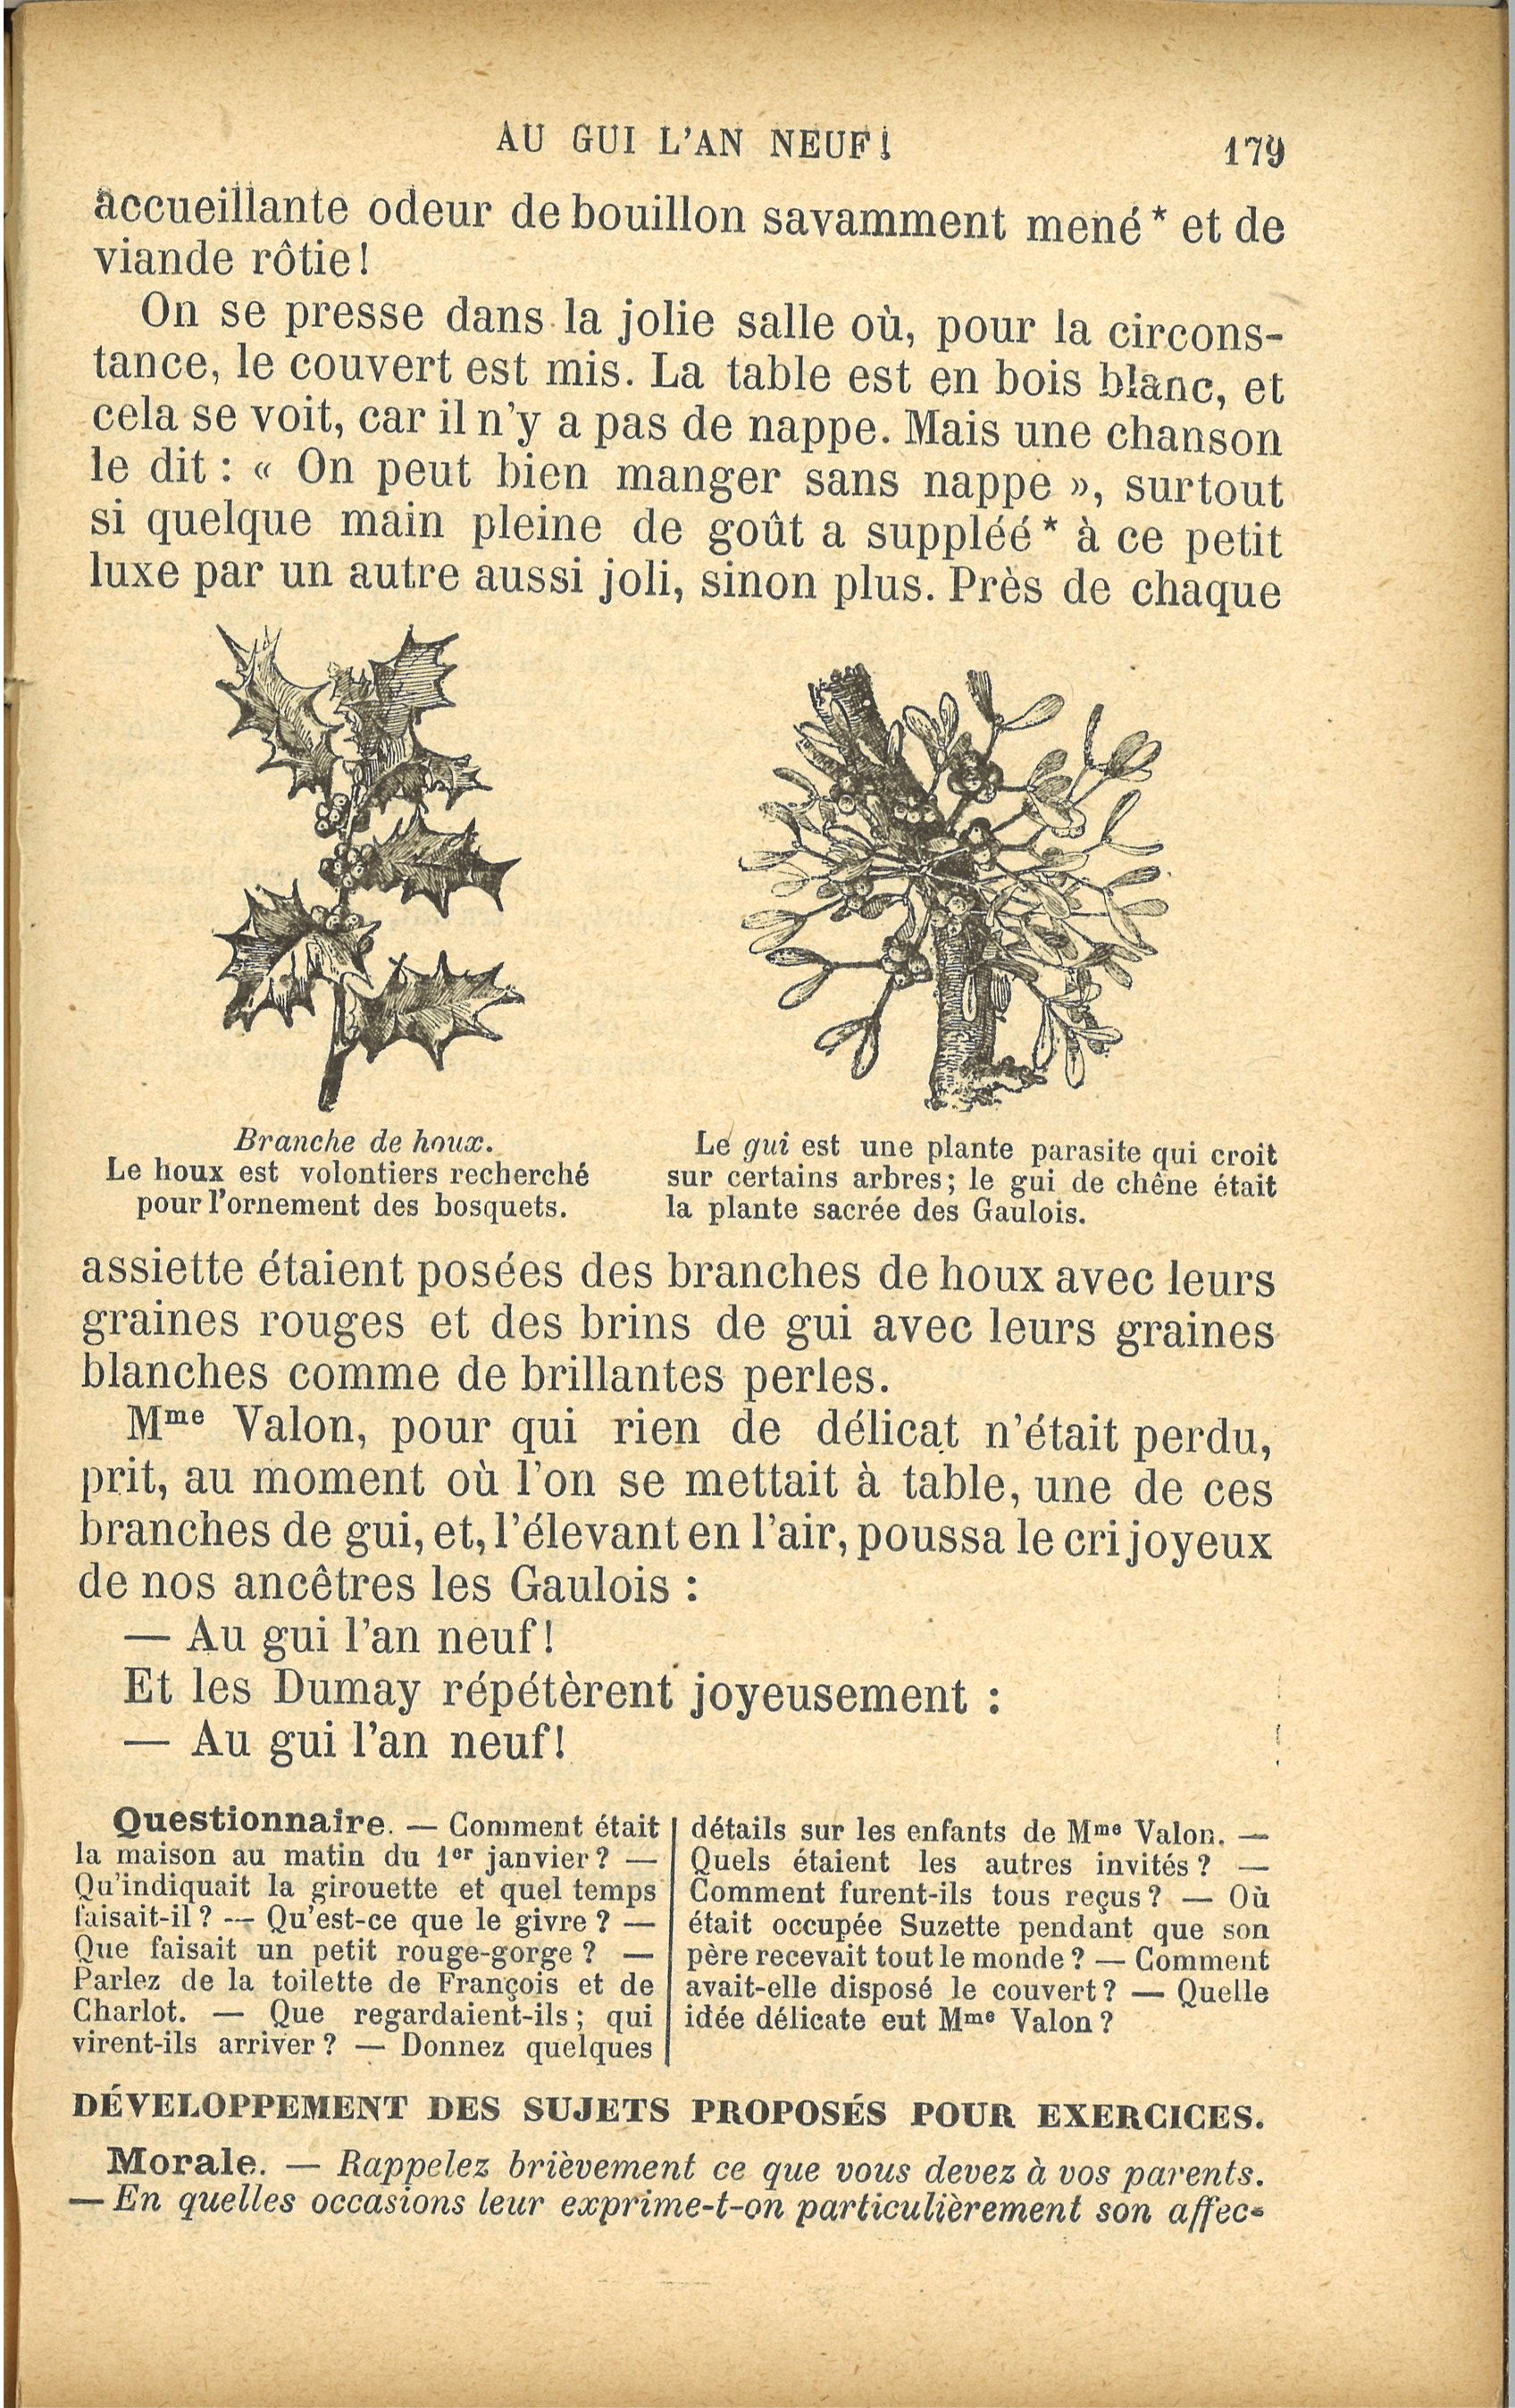 AU GUI L'AN NEUF! 179
accueillante odeur de bouillon savamment mené* et de
viande rôtie!
On se presse dans la jolie salle où, pour la circons-
tance, le couvert est mis. La table est en bois blanc, et
cela se voit, car il n'y a pas de nappe. Mais une chanson
le dit : « On peut bien manger sans nappe », surtout
si quelque main pleine de goût a suppléé* à ce petit
luxe par un autre aussi joli, sinon plus. Près de chaque
Branche de houx.
Le houx est volontiers recherché
pour l'ornement des bosquets.
Le gui est une plante parasite qui croit
sur certains arbres; le gui de chêne était
la plante sacrée des Gaulois.
assiette étaient posées des branches de houx avec leurs
graines rouges et des brins de gui avec leurs graines
blanches comme de brillantes perles.
Mme Valon, pour qui rien de délicat n'était perdu,
prit, au moment où l'on se mettait à table, une de ces
branches de gui, et, l'élevant en l'air, poussa le cri joyeux
de nos ancêtres les Gaulois :
— Au gui l'an neuf!
Et les Dumay répétèrent joyeusement :
— Au gui l'an neuf!
Questionnaire. — Comment était
la maison au matin du 1er janvier? —
Qu'indiquait la girouette et quel temps
faisait-il? — Qu'est-ce que le givre? —
Que faisait un petit rouge-gorge? —
Parlez de la toilette de François et de
Charlot. — Que regardaient-ils; qui
virent-ils arriver? — Donnez quelques
détails sur les enfants de Mme Valon. —
Quels étaient les autres invités? —
Comment furent-ils tous reçus? — Où
était occupée Suzette pendant que son
père recevait tout le monde? — Comment
avait-elle disposé le couvert? — Quelle
idée délicate eut Mme Valon?
DÉVELOPPEMENT DES SUJETS PROPOSÉS POUR EXERCICES.
Morale. — Rappelez brièvement ce que vous devez à vos parents.
— En quelles occasions leur exprime-t-on particulièrement son affec-